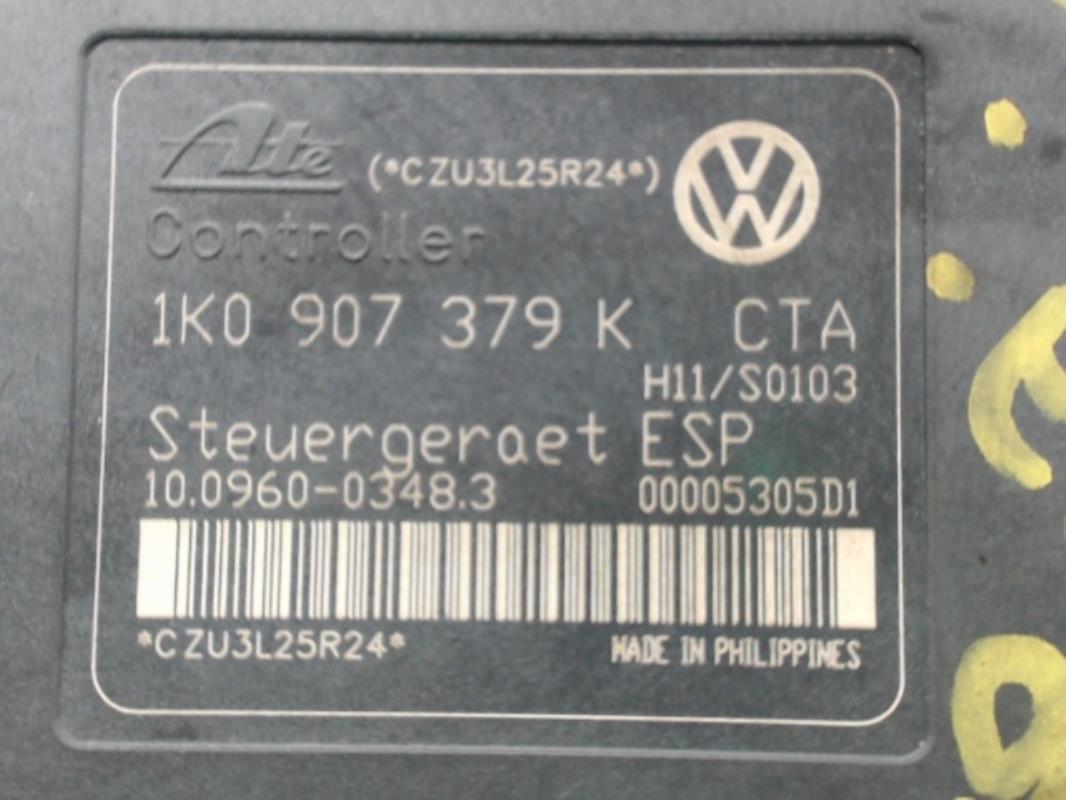 Ate (*CZU3L25R24*)
Controller
1K0 907 379 K CTA
H11/S0103
Steuergeraet ESP
10.0960-0348.3 00005305D1
*CZU3L25R24*
MADE IN PHILIPPINES